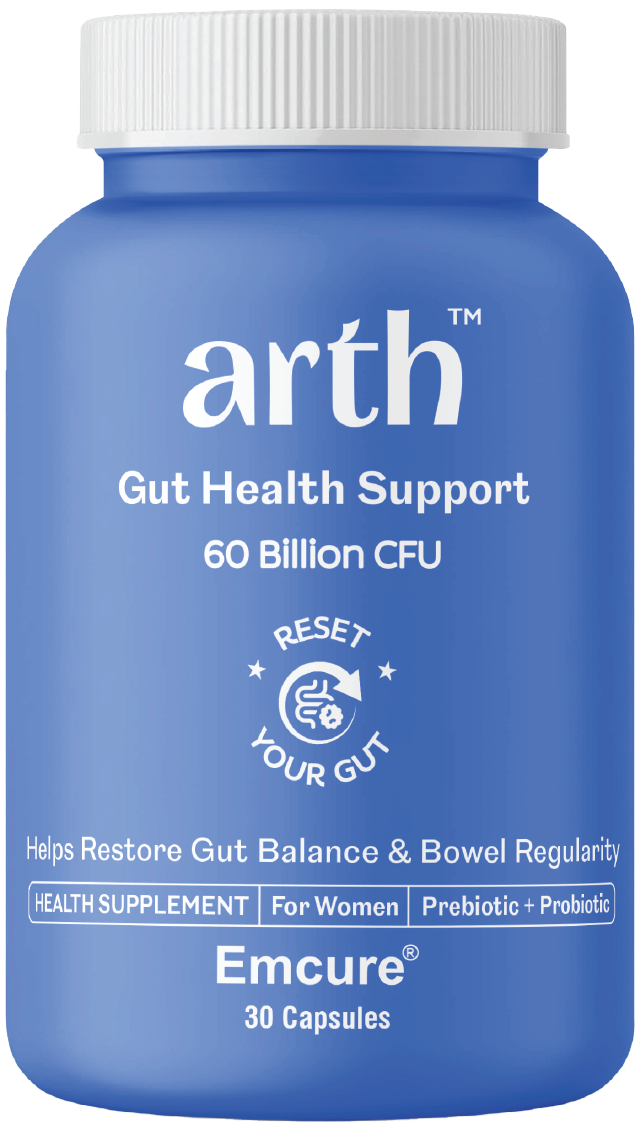 arth™
Gut Health Support
60 Billion CFU
RESET
YOUR GUT
Helps Restore Gut Balance & Bowel Regularity
HEALTH SUPPLEMENT | For Women | Prebiotic + Probiotic
Emcure®
30 Capsules